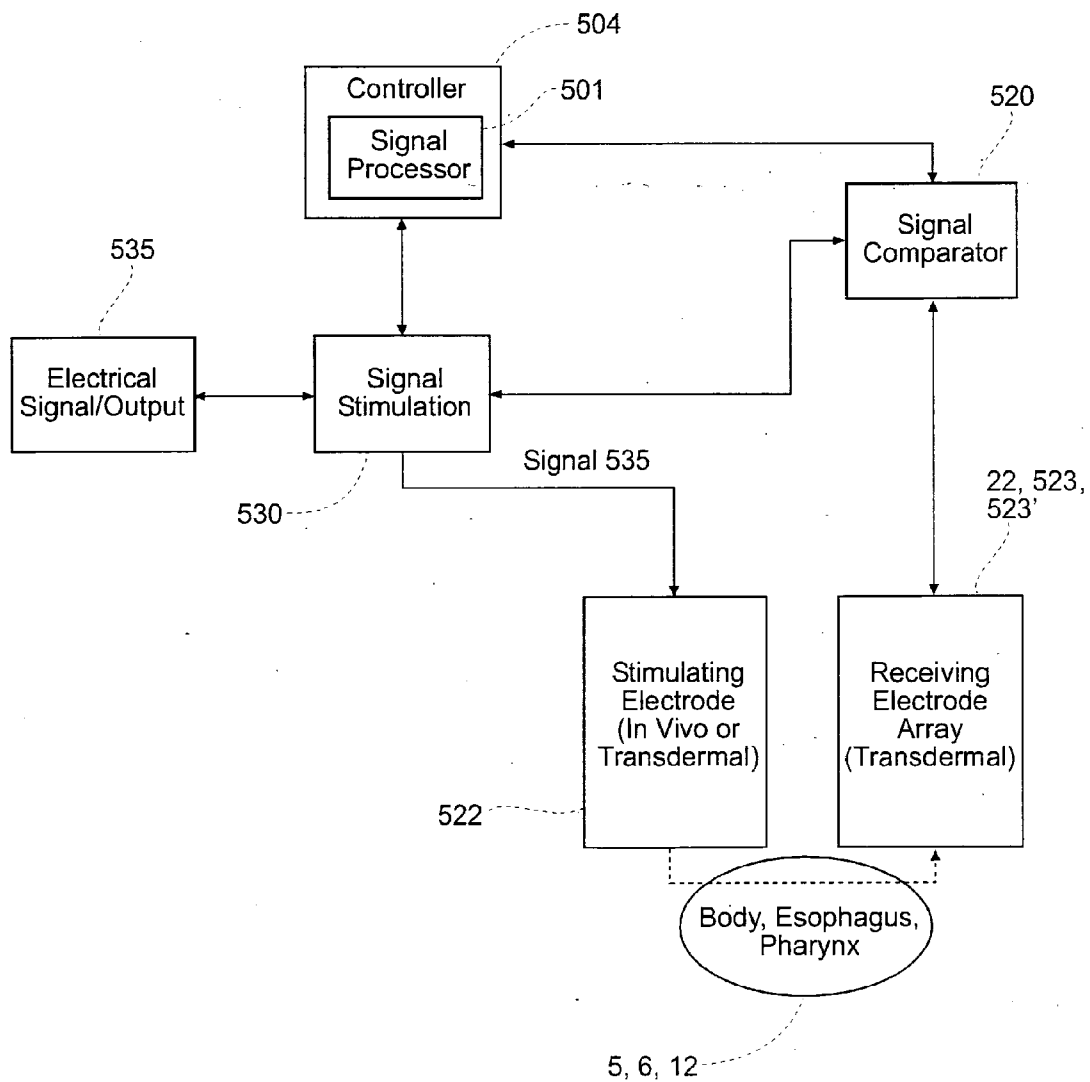 504
Controller
501
Signal
Processor
520
Signal
Comparator
535
Electrical
Signal/Output
Signal
Stimulation
Signal 535
530
22, 523,
523'
Stimulating
Electrode
(In Vivo or
Transdermal)
Receiving
Electrode
Array
(Transdermal)
522
Body, Esophagus,
Pharynx
5, 6, 12